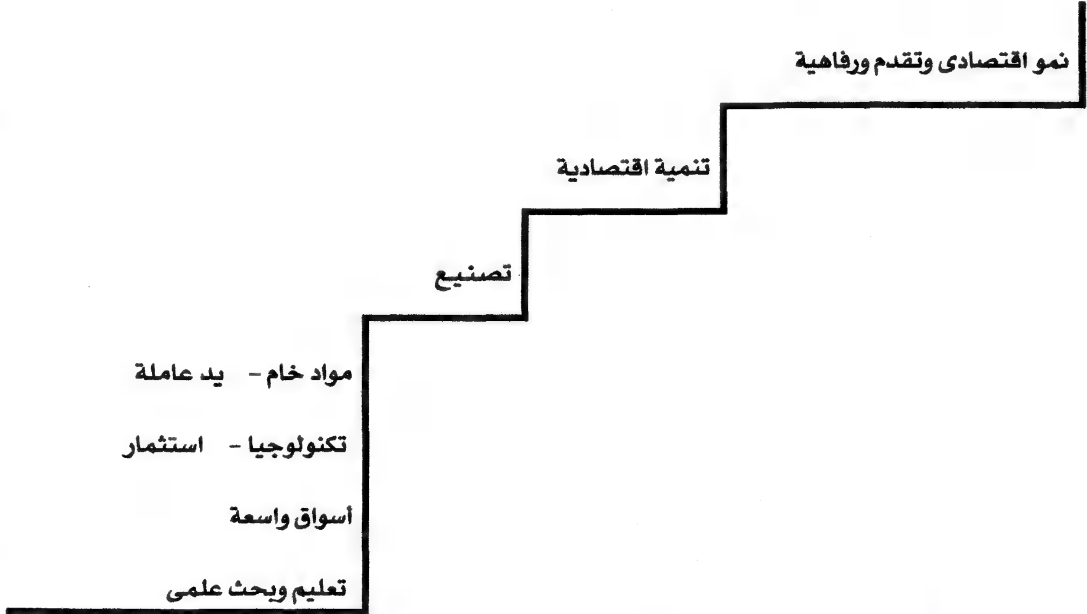 نمو اقتصادى وتقدم ورفاهية
تنمية اقتصادية
تصنيع
مواد خام - يد عاملة
تكنولوجيا - استثمار
أسواق واسعة
تعليم وبحث علمى